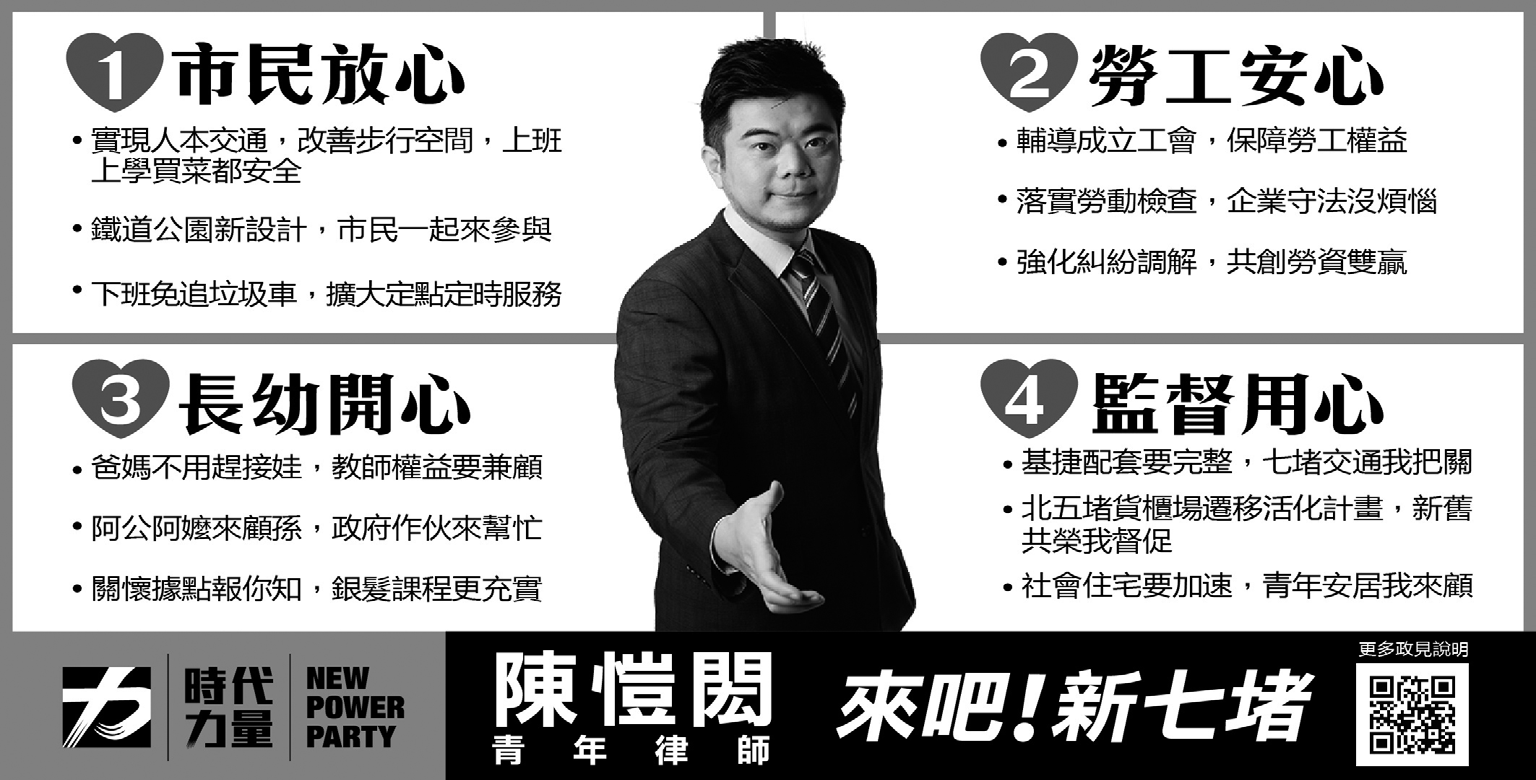 1 市民放心
• 實現人本交通，改善步行空間，上班
上學買菜都安全
• 鐵道公園新設計，市民一起來參與
• 下班免追垃圾車，擴大定點定時服務
2 勞工安心
• 輔導成立工會，保障勞工權益
• 落實勞動檢查，企業守法沒煩惱
• 強化糾紛調解，共創勞資雙贏
3 長幼開心
• 爸媽不用趕接娃，教師權益要兼顧
• 阿公阿嬤來顧孫，政府作伙來幫忙
• 關懷據點報你知，銀髮課程更充實
4 監督用心
• 基捷配套要完整，七堵交通我把關
• 北五堵貨櫃場遷移活化計畫，新舊
共榮我督促
• 社會住宅要加速，青年安居我來顧
力
時代
力量
NEW
POWER
PARTY
陳愷閎
青年律師
來吧！新七堵
更多政見說明